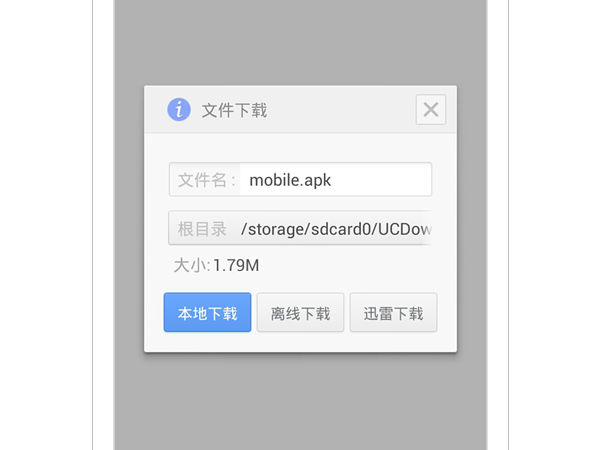 文件下载
文件名： mobile.apk
根目录 /storage/sdcard0/UCDow
大小:1.79M
本地下载 离线下载 迅雷下载